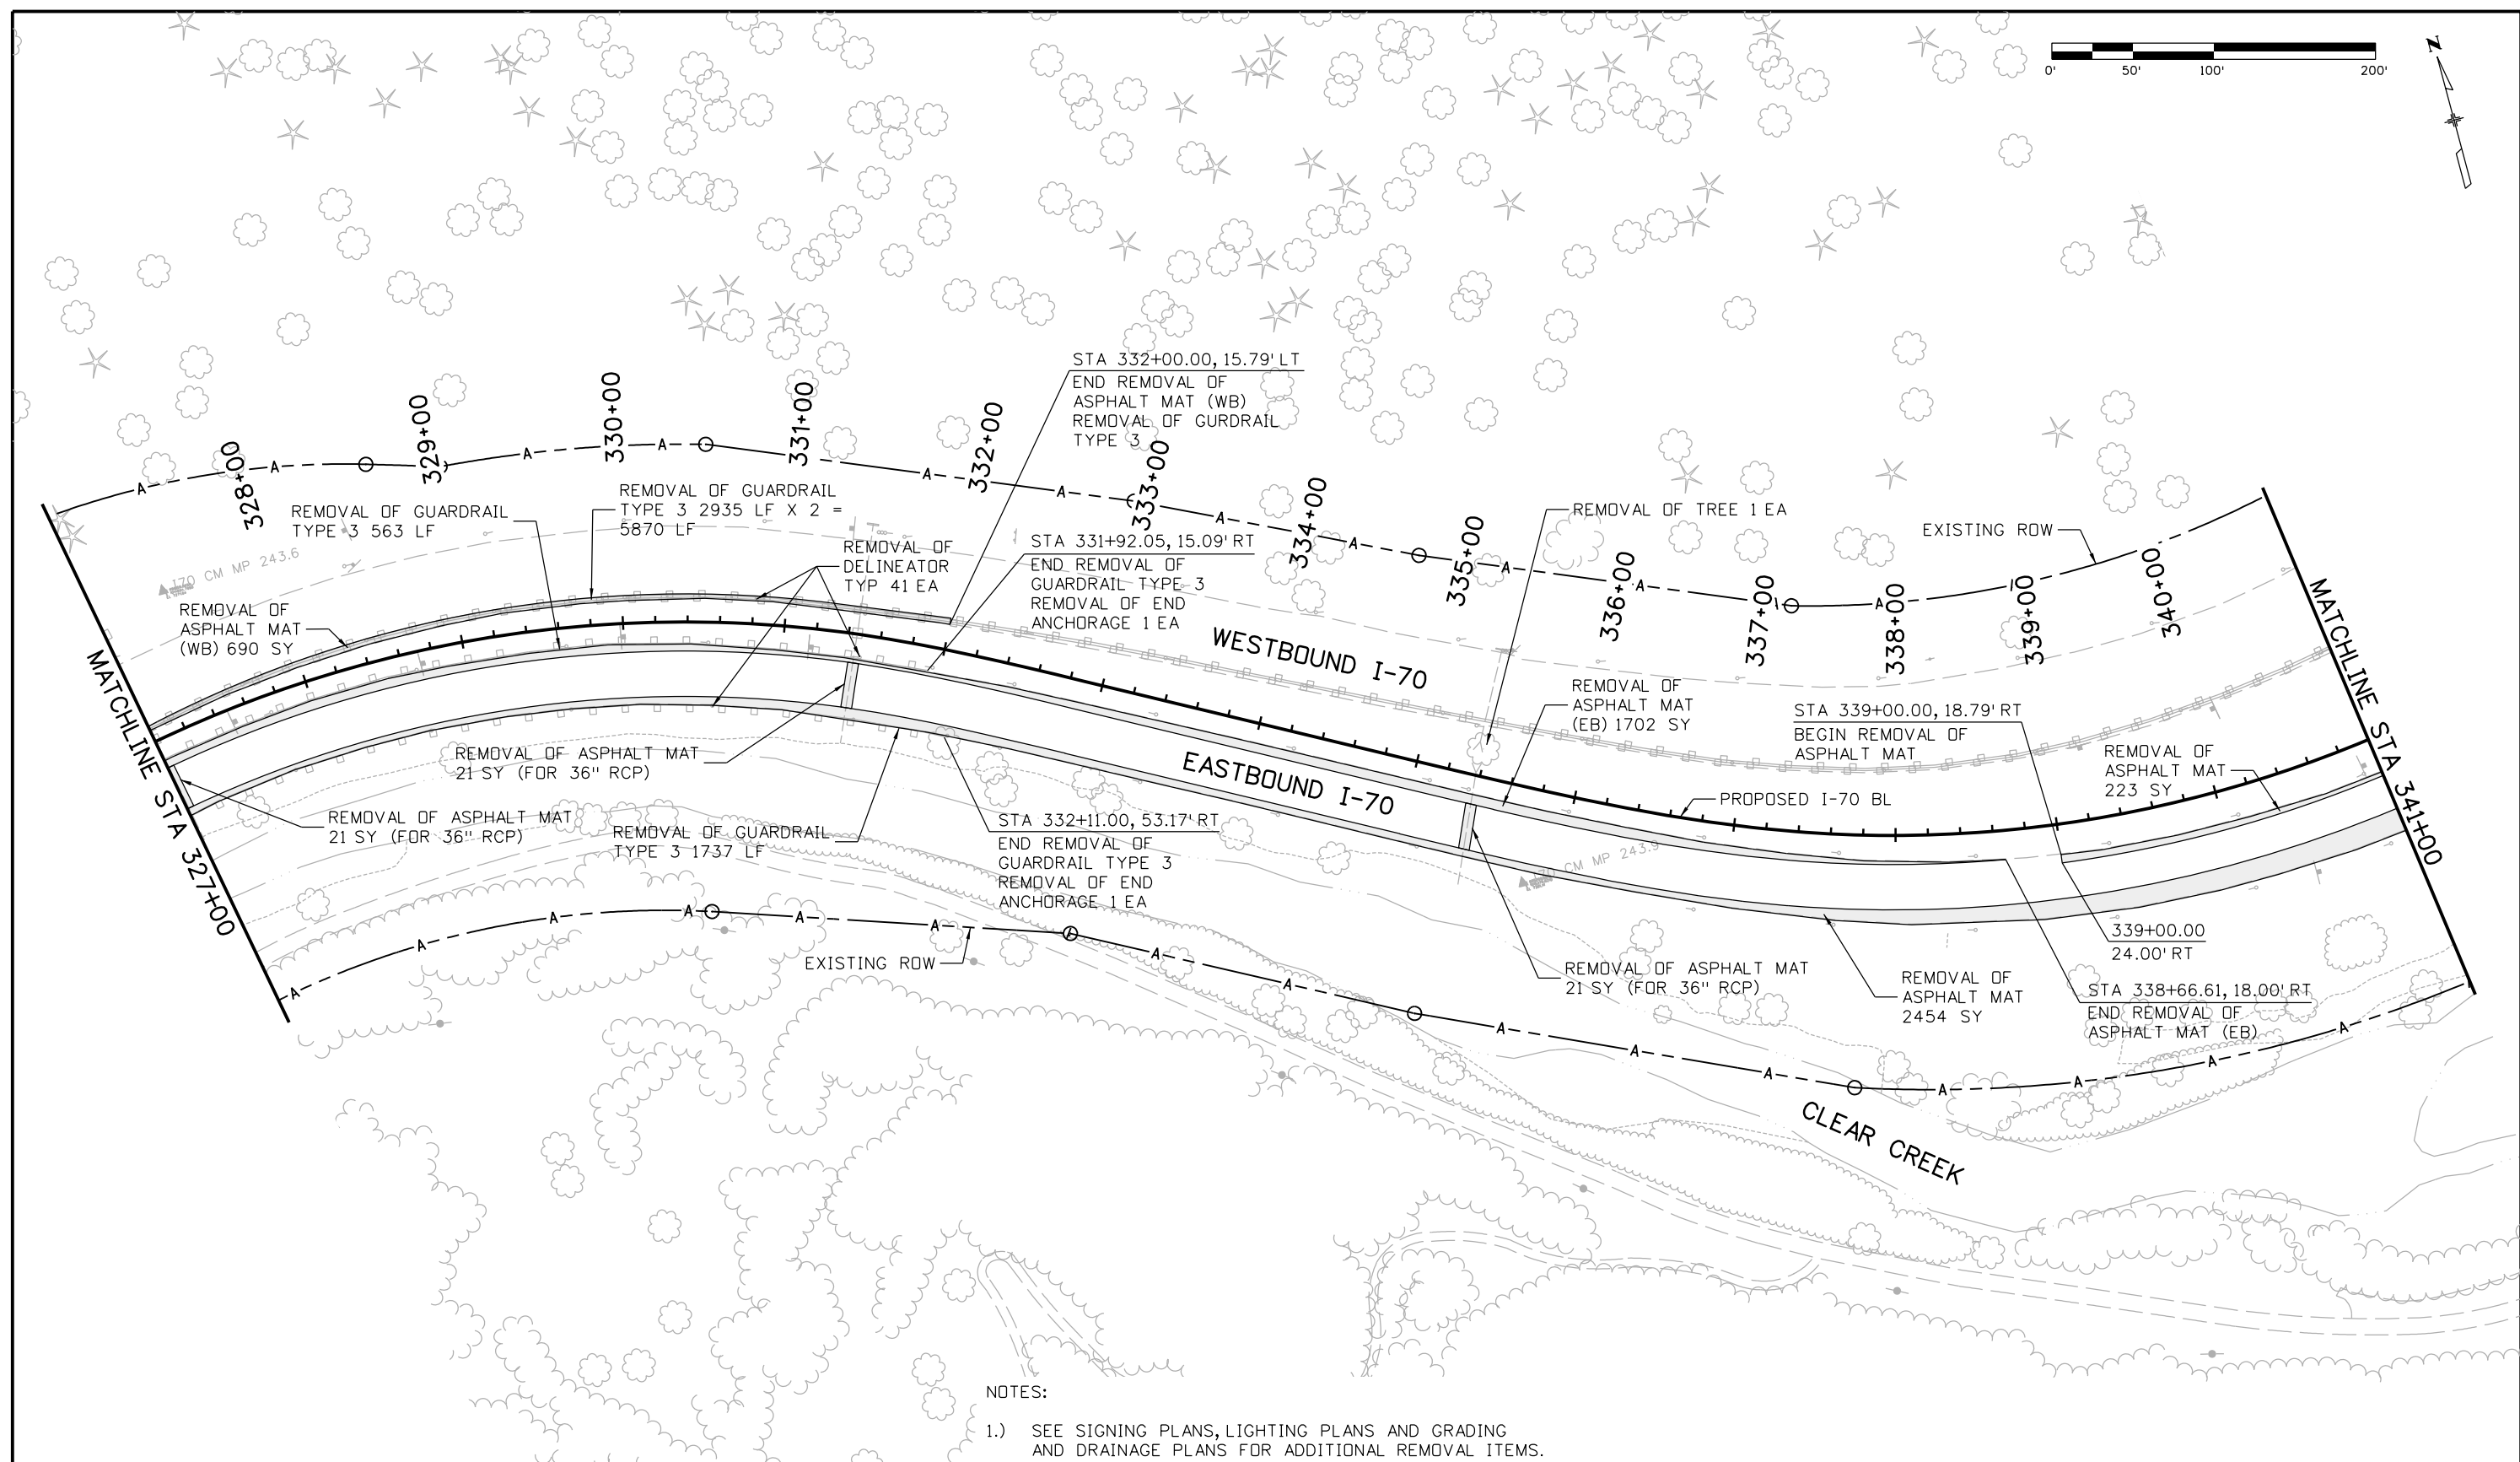 N
0' 50' 100' 200'
STA 332+00.00, 15.79' LT
END REMOVAL OF
ASPHALT MAT (WB)
REMOVAL OF GURDRAIL
TYPE 3
328+00
329+00
330+00
331+00
332+00
333+00
334+00
335+00
336+00
337+00
338+00
339+00
340+00
REMOVAL OF GUARDRAIL
TYPE 3 563 LF
REMOVAL OF GUARDRAIL
TYPE 3 2935 LF X 2 =
5870 LF
REMOVAL OF
DELINEATOR
TYP 41 EA
STA 331+92.05, 15.09' RT
END REMOVAL OF
GUARDRAIL TYPE 3
REMOVAL OF END
ANCHORAGE 1 EA
REMOVAL OF TREE 1 EA
EXISTING ROW
I70 CM MP 243.6
REMOVAL OF
ASPHALT MAT
(WB) 690 SY
WESTBOUND I-70
REMOVAL OF
ASPHALT MAT
(EB) 1702 SY
STA 339+00.00, 18.79' RT
BEGIN REMOVAL OF
ASPHALT MAT
REMOVAL OF
ASPHALT MAT
223 SY
MATCHLINE STA 327+00
MATCHLINE STA 341+00
REMOVAL OF ASPHALT MAT
21 SY (FOR 36" RCP)
EASTBOUND I-70
PROPOSED I-70 BL
REMOVAL OF ASPHALT MAT
21 SY (FOR 36" RCP)
REMOVAL OF GUARDRAIL
TYPE 3 1737 LF
STA 332+11.00, 53.17' RT
END REMOVAL OF
GUARDRAIL TYPE 3
REMOVAL OF END
ANCHORAGE 1 EA
CM MP 243.9
EXISTING ROW
REMOVAL OF ASPHALT MAT
21 SY (FOR 36" RCP)
REMOVAL OF
ASPHALT MAT
2454 SY
339+00.00
24.00' RT
STA 338+66.61, 18.00' RT
END REMOVAL OF
ASPHALT MAT (EB)
CLEAR CREEK
NOTES:
1.) SEE SIGNING PLANS, LIGHTING PLANS AND GRADING
AND DRAINAGE PLANS FOR ADDITIONAL REMOVAL ITEMS.